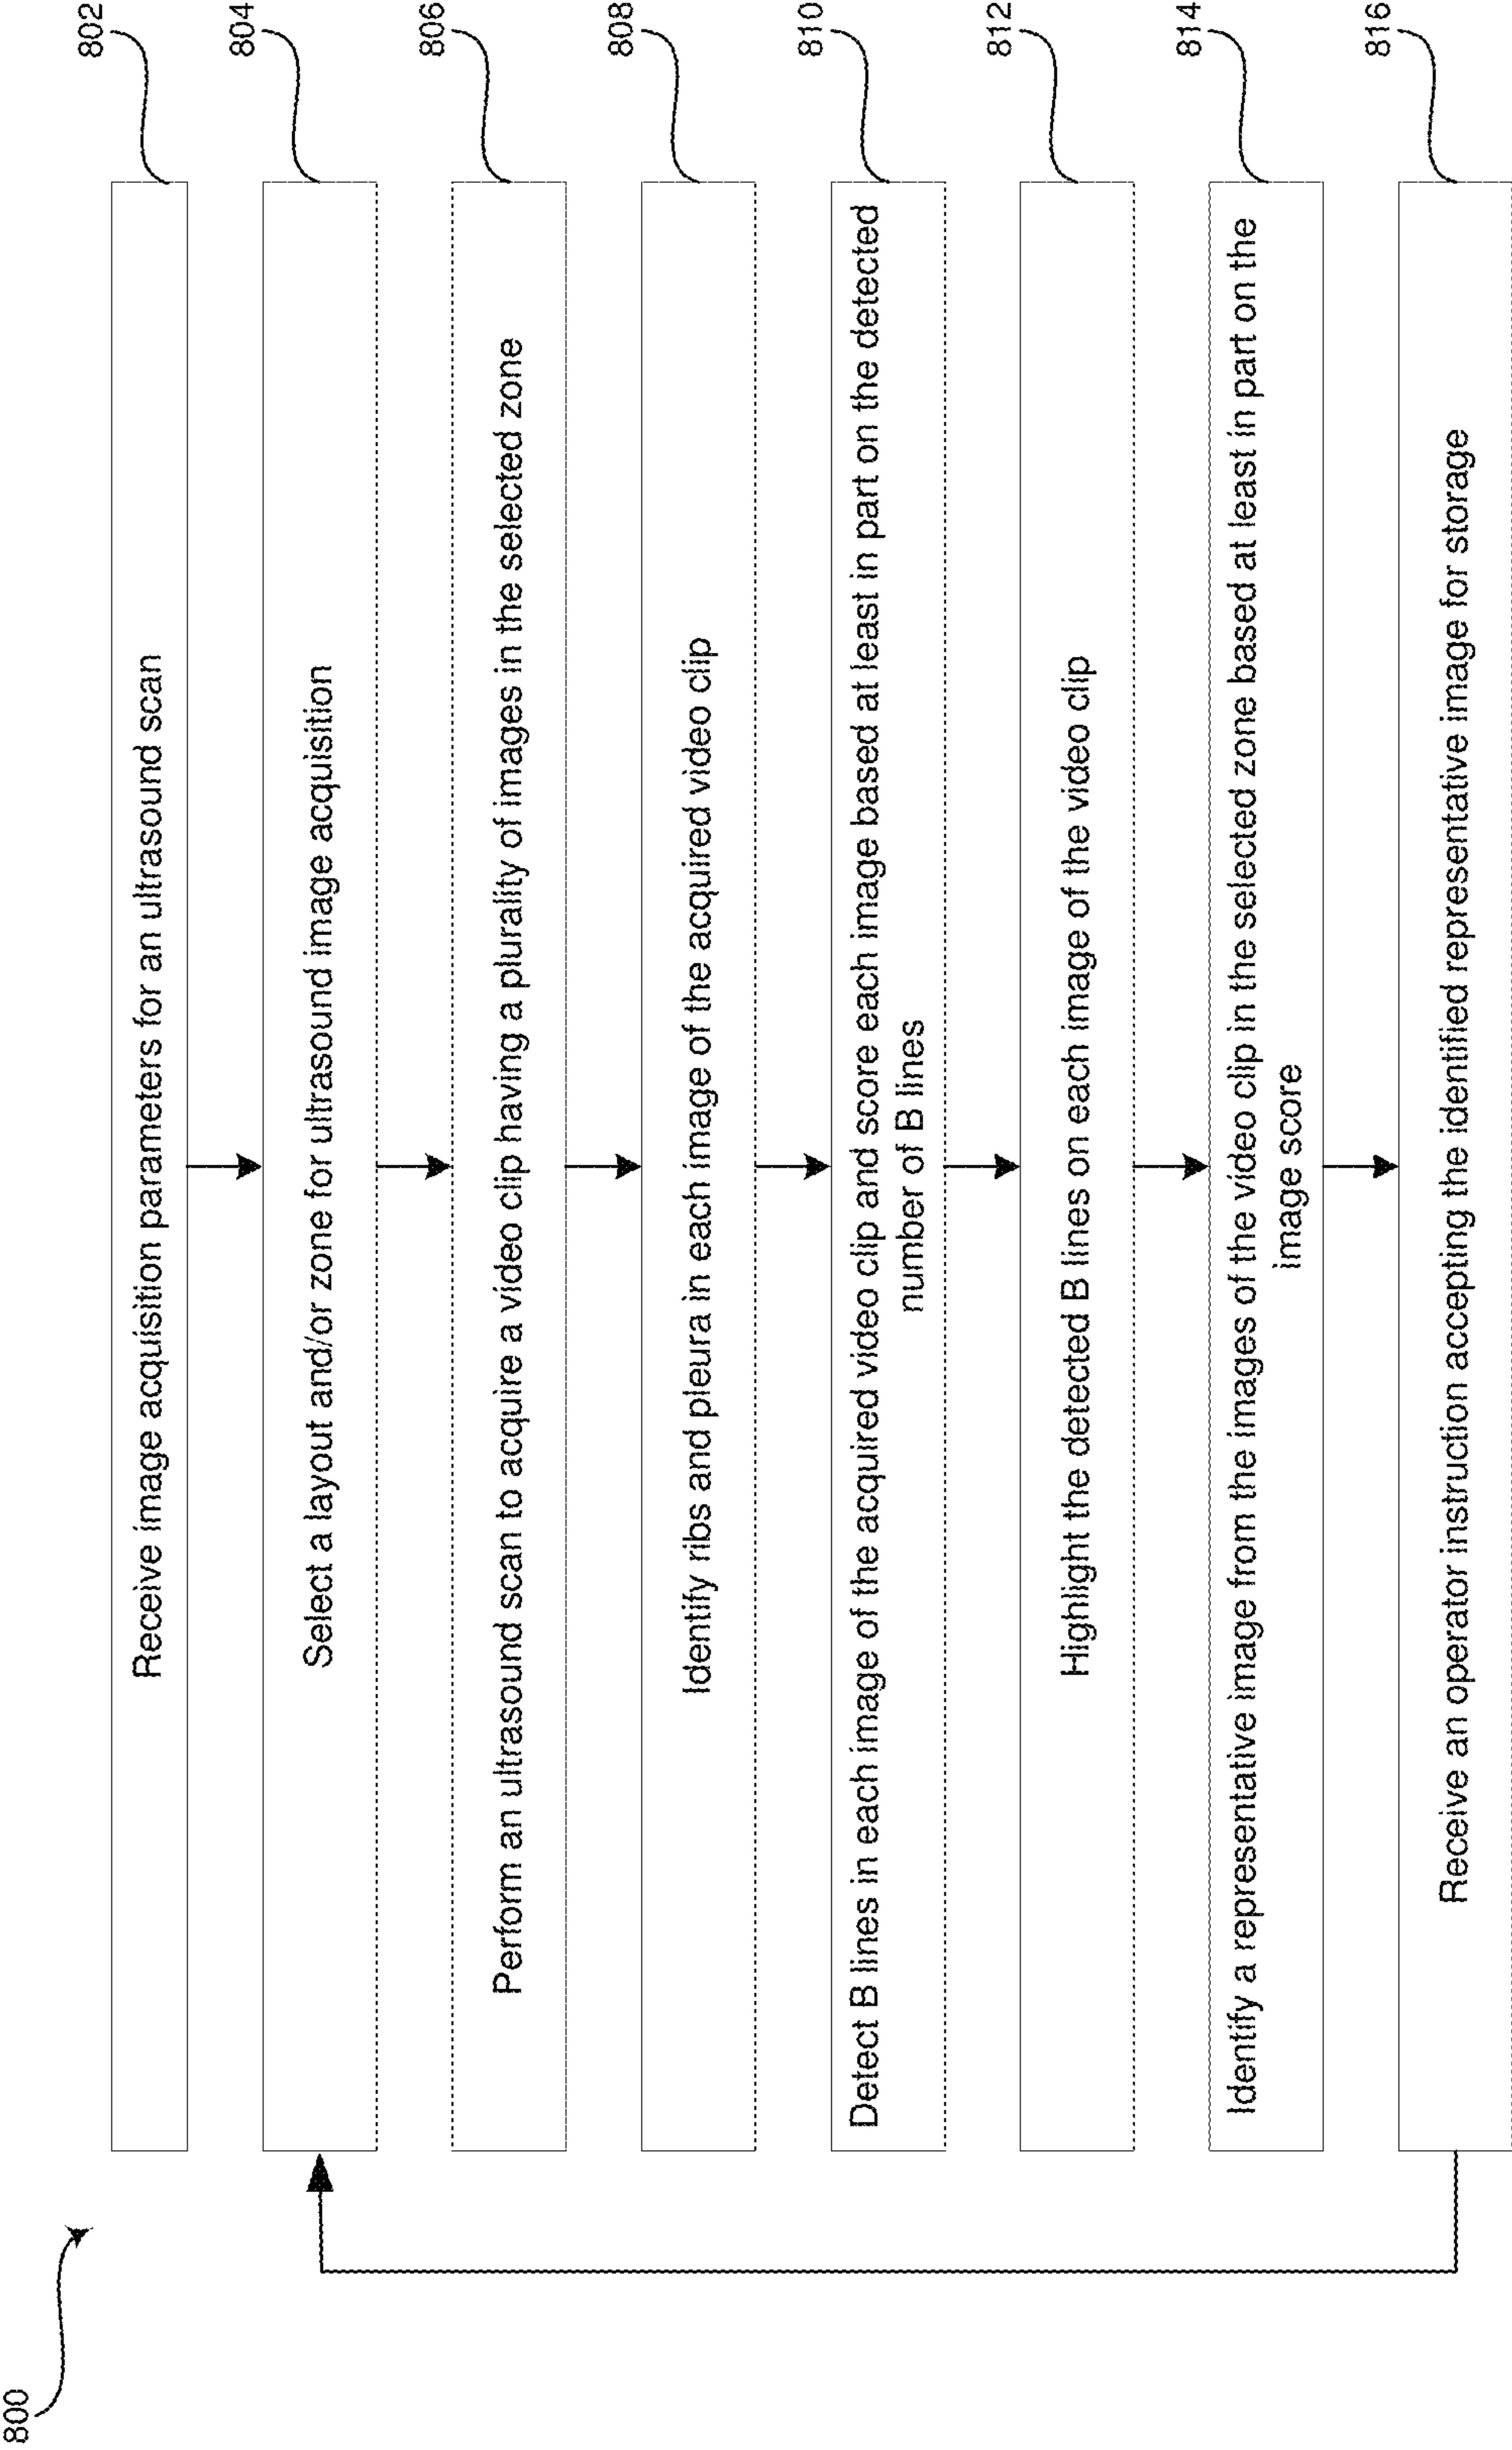 800
802
Receive image acquisition parameters for an ultrasound scan
804
Select a layout and/or zone for ultrasound image acquisition
806
Perform an ultrasound scan to acquire a video clip having a plurality of images in the selected zone
808
Identify ribs and pleura in each image of the acquired video clip
810
Detect B lines in each image of the acquired video clip and score each image based at least in part on the detected
number of B lines
812
Highlight the detected B lines on each image of the video clip
814
Identify a representative image from the images of the video clip in the selected zone based at least in part on the
image score
816
Receive an operator instruction accepting the identified representative image for storage